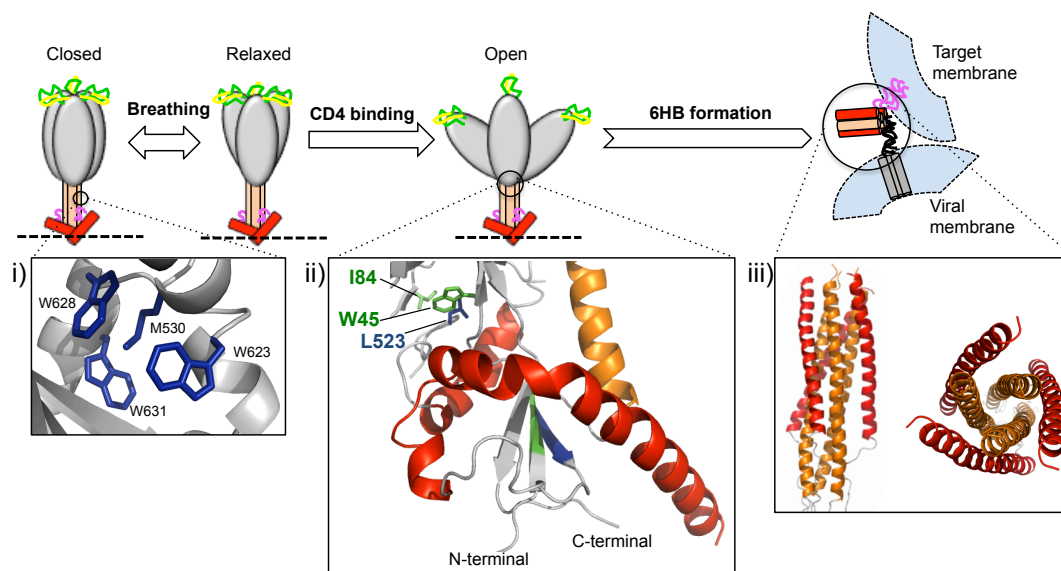 Closed
Relaxed
Open
Target
membrane
Breathing
CD4 binding
6HB formation
Viral
membrane
i)
W628
M530
W623
W631
ii)
I84
W45
L523
N-terminal
C-terminal
iii)